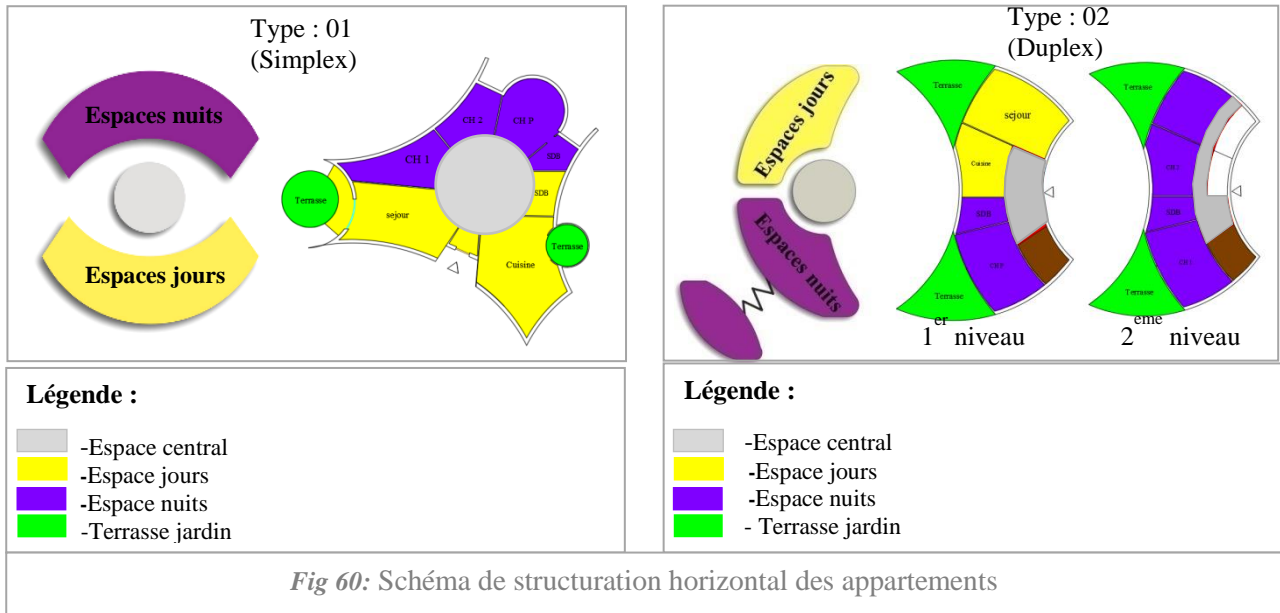 Type : 01
(Simplex)
Espaces nuits
Espaces jours
CH 2
CH P
CH 1
SDB
SDB
Terrasse
sejour
Terrasse
Cuisine
Type : 02
(Duplex)
Espaces jours
Espaces nuits
Terrasse
sejour
Cuisine
SDB
CH P
Terrasse
1er niveau
Terrasse
SDB
CH 1
Terrasse
2eme niveau
Légende :
-Espace central
-Espace jours
-Espace nuits
-Terrasse jardin
Légende :
-Espace central
-Espace jours
-Espace nuits
- Terrasse jardin
Fig 60: Schéma de structuration horizontal des appartements